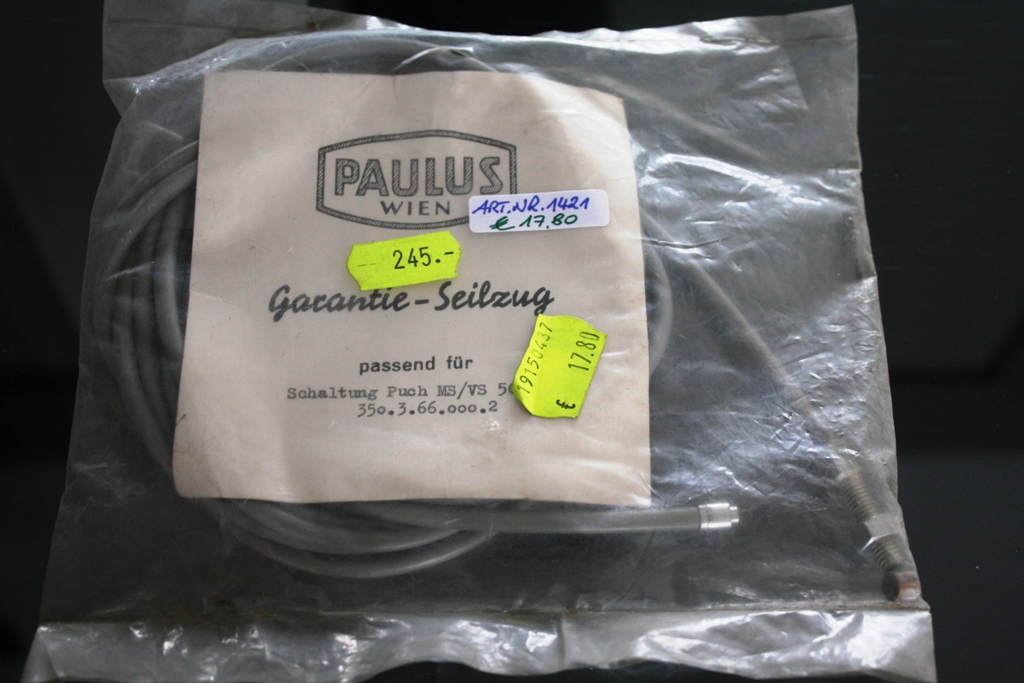 PAULUS
WIEN
ART.NR.1421
€ 17,80
245.-
Garantie-Seilzug
19150437
€ 17.80
passend für
Schaltung Puch MS/VS
350.3.66.000.2